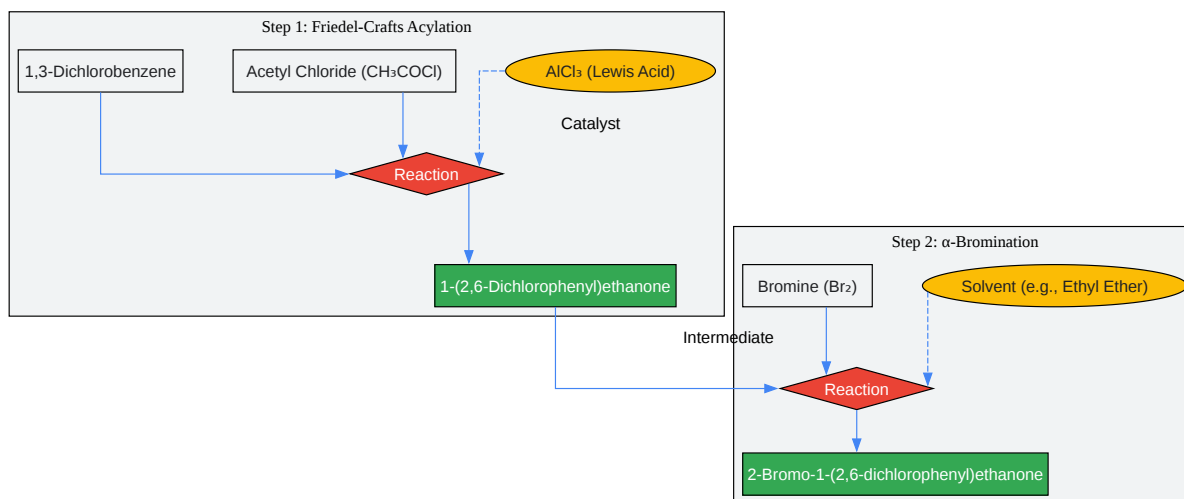 Step 1: Friedel-Crafts Acylation
1,3-Dichlorobenzene
Acetyl Chloride (CH₃COCl)
AlCl₃ (Lewis Acid)
Catalyst
Reaction
1-(2,6-Dichlorophenyl)ethanone
Intermediate
Step 2: α-Bromination
Bromine (Br₂)
Solvent (e.g., Ethyl Ether)
Reaction
2-Bromo-1-(2,6-dichlorophenyl)ethanone